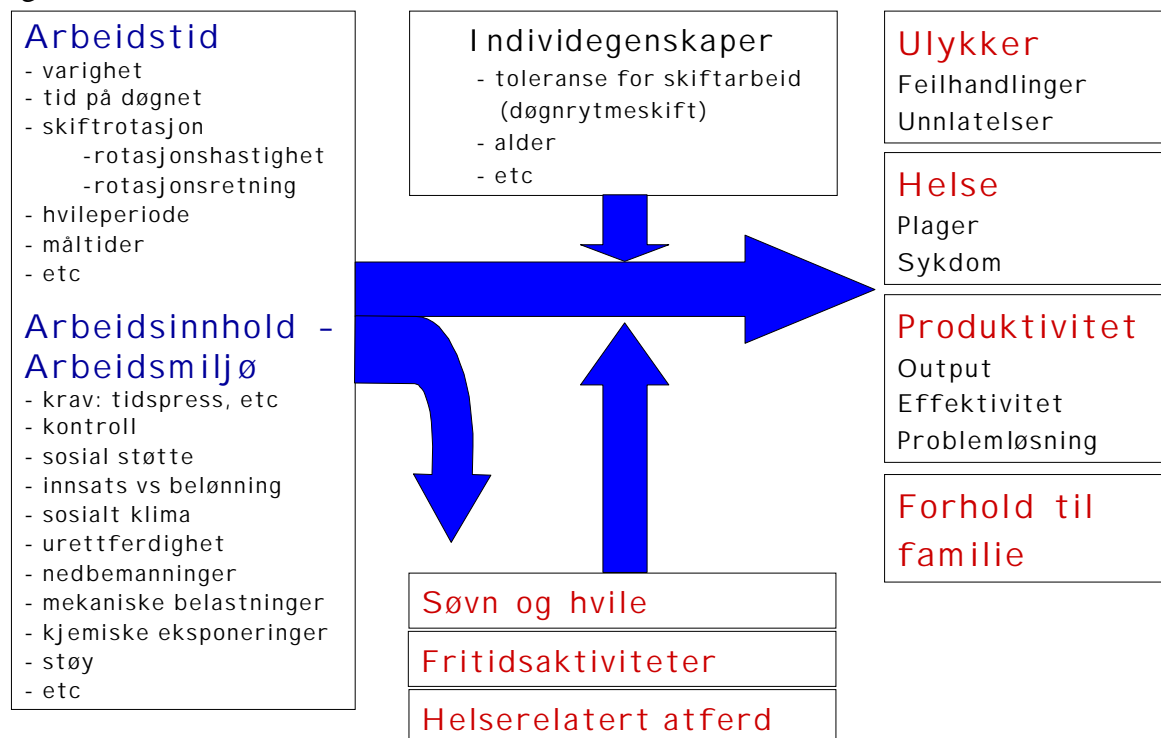 Arbeidstid
- varighet
- tid på døgnet
- skiftrotasjon
-rotasjonshastighet
-rotasjonsretning
- hvileperiode
- måltider
- etc
Arbeidsinnhold -
Arbeidsmiljø
- krav: tidspress, etc
- kontroll
- sosial støtte
- innsats vs belønning
- sosialt klima
- urettferdighet
- nedbemanninger
- mekaniske belastninger
- kjemiske eksponeringer
- støy
- etc
Individegenskaper
- toleranse for skiftarbeid
(døgnrytmeskift)
- alder
- etc
Søvn og hvile
Fritidsaktiviteter
Helserelatert atferd
Ulykker
Feilhandlinger
Unnlatelser
Helse
Plager
Sykdom
Produktivitet
Output
Effektivitet
Problemløsning
Forhold til
familie